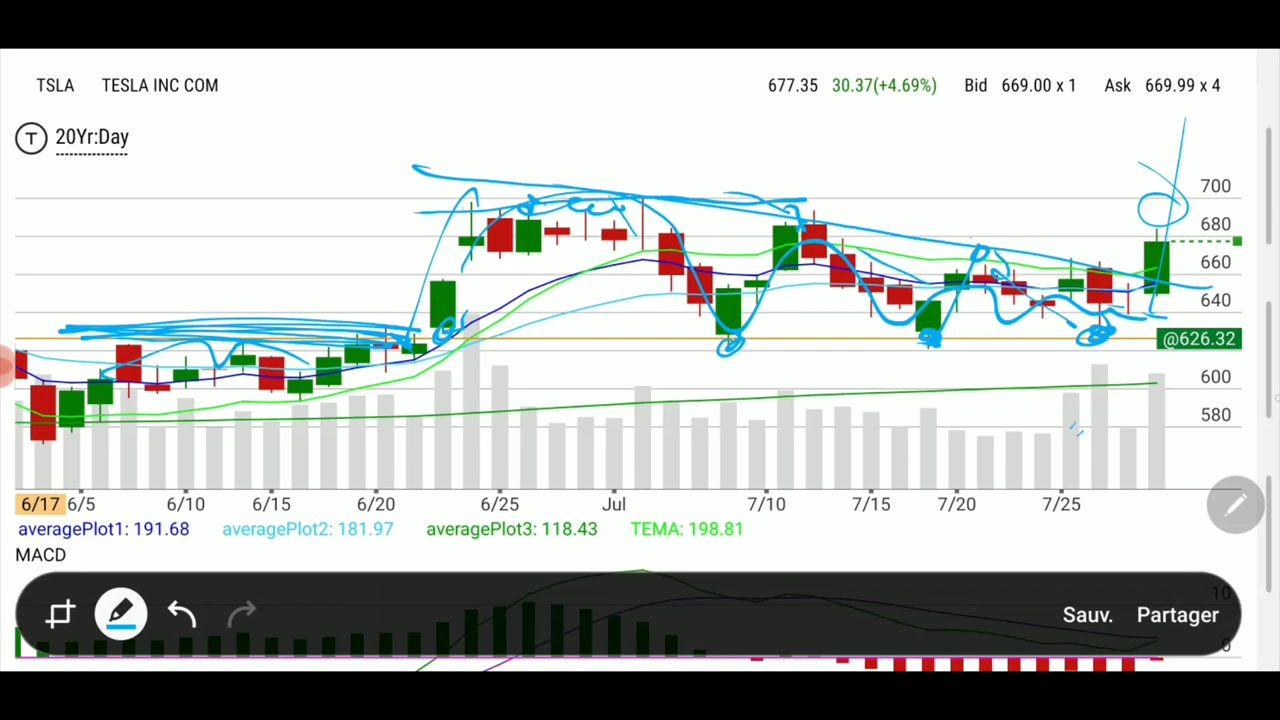 TSLA TESLA INC COM 677.35 30.37(+4.69%) Bid 669.00 x 1 Ask 669.99 x 4
T 20Yr:Day
700
680
660
640
@626.32
600
580
6/17 6/5 6/10 6/15 6/20 6/25 Jul 7/10 7/15 7/20 7/25
averagePlot1: 191.68 averagePlot2: 181.97 averagePlot3: 118.43 TEMA: 198.81
MACD
10
Sauv. Partager
0